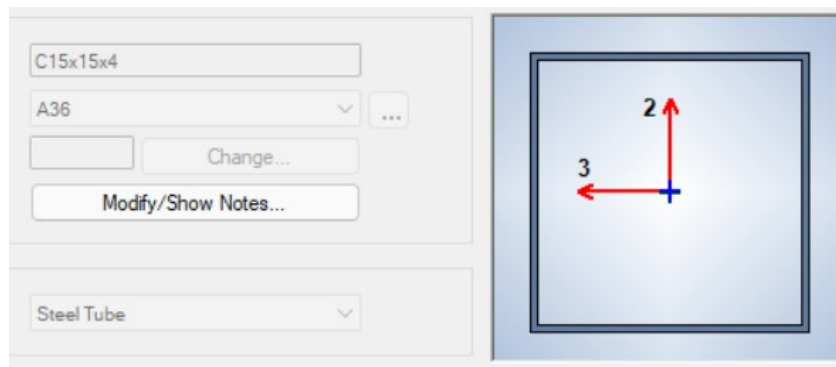 C15x15x4
A36
...
Change...
Modify/Show Notes...
Steel Tube
2
3